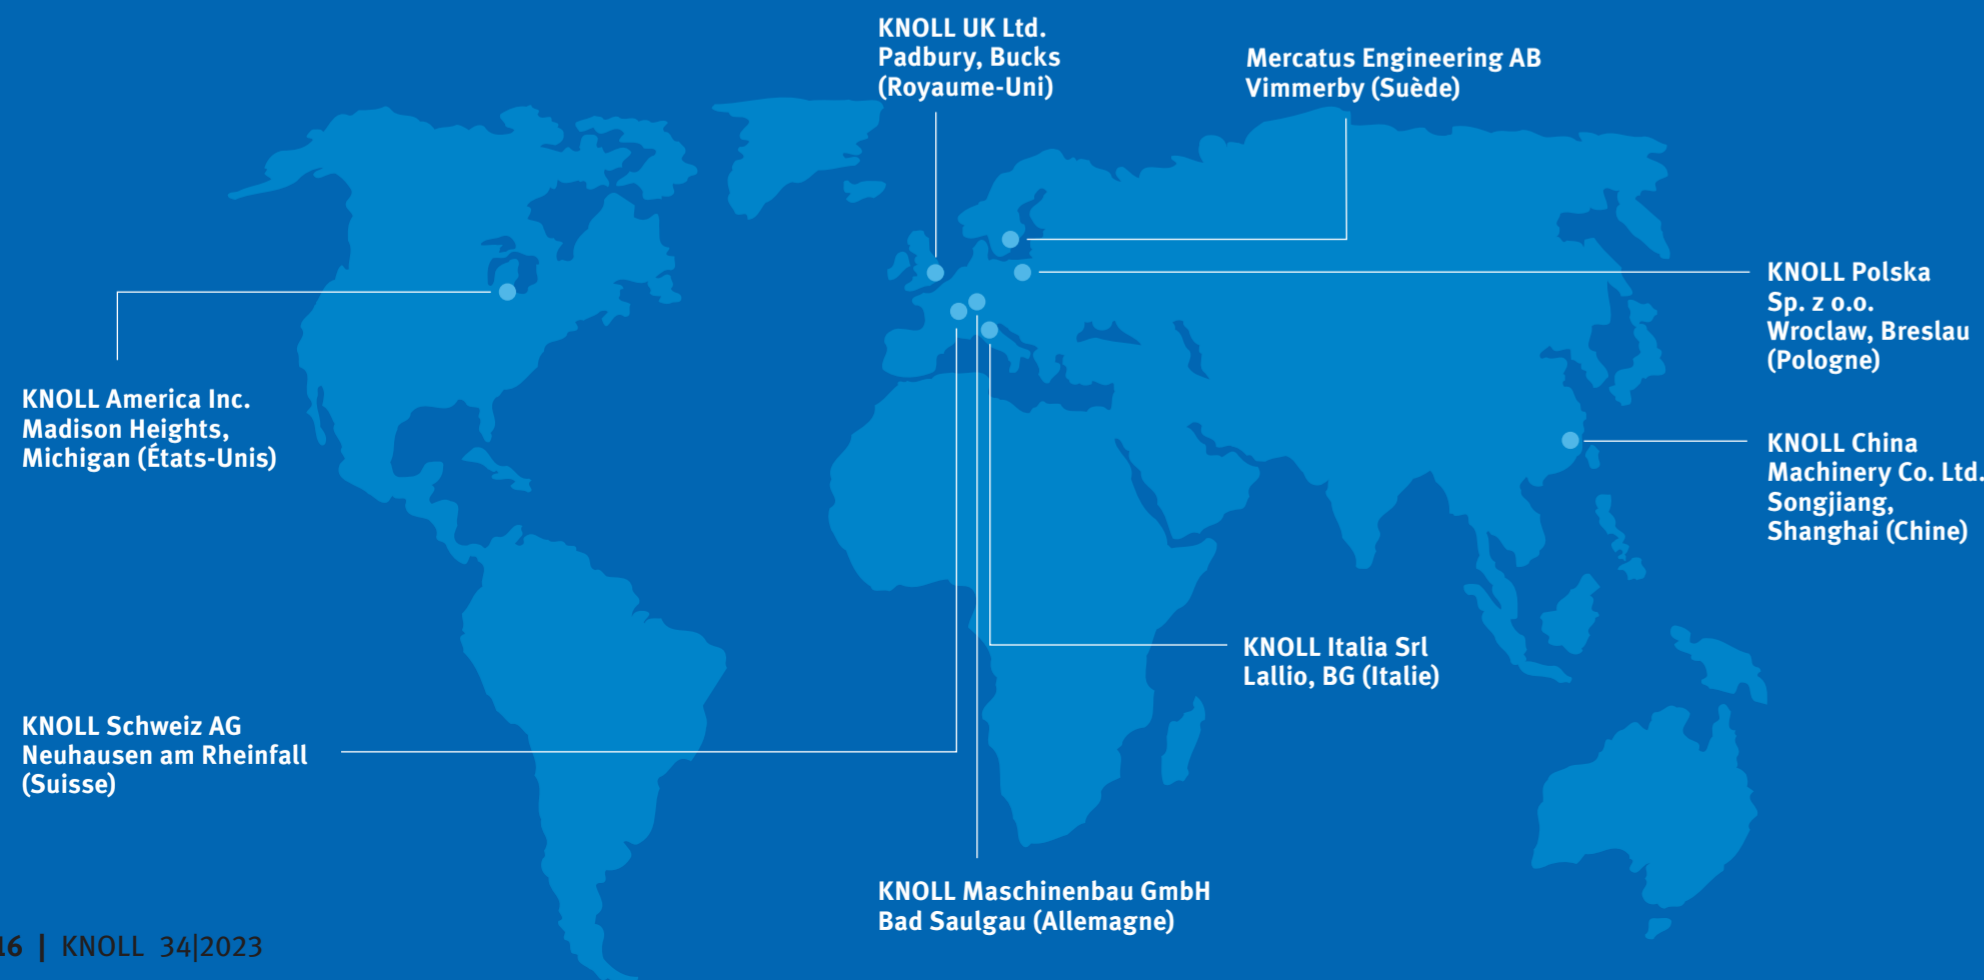 KNOLL UK Ltd.
Padbury, Bucks
(Royaume-Uni)
Mercatus Engineering AB
Vimmerby (Suède)
KNOLL Polska
Sp. z o.o.
Wroclaw, Breslau
(Pologne)
KNOLL America Inc.
Madison Heights,
Michigan (États-Unis)
KNOLL China
Machinery Co. Ltd.
Songjiang,
Shanghai (Chine)
KNOLL Italia Srl
Lallio, BG (Italie)
KNOLL Schweiz AG
Neuhausen am Rheinfall
(Suisse)
KNOLL Maschinenbau GmbH
Bad Saulgau (Allemagne)
16 | KNOLL 34|2023